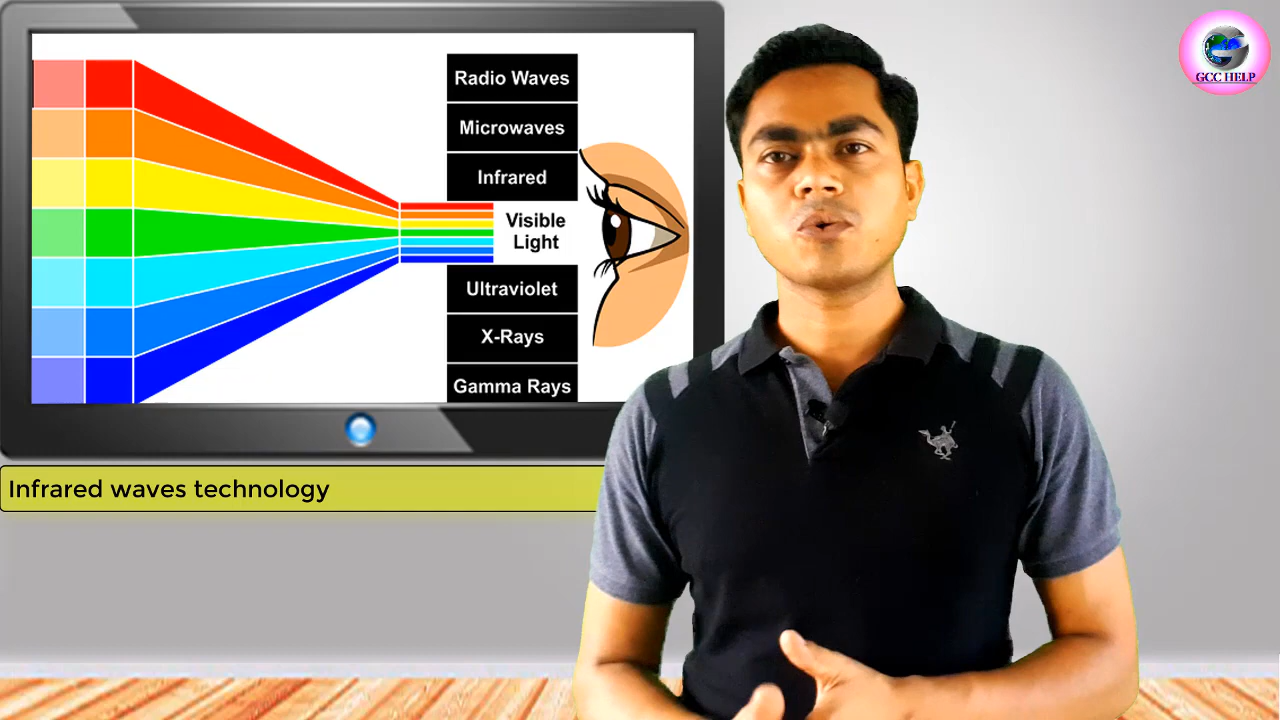 Radio Waves
Microwaves
Infrared
Visible
Light
Ultraviolet
X-Rays
Gamma Rays
GCC HELP
Infrared waves technology